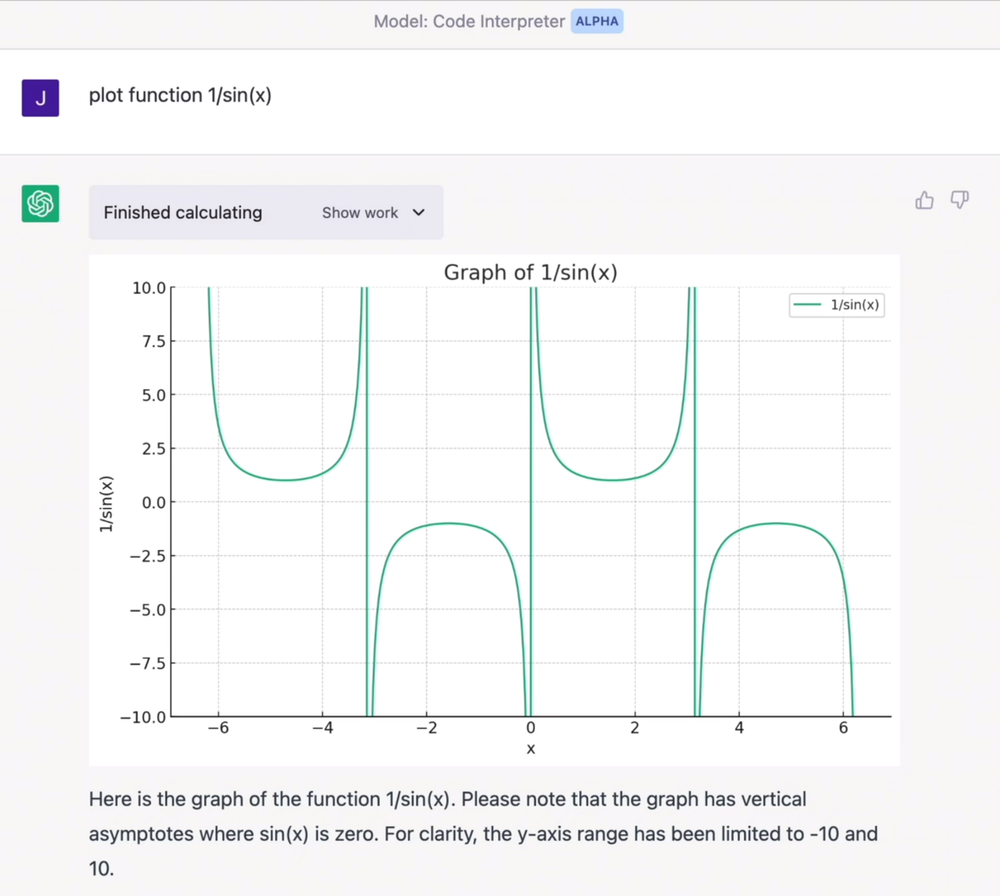 Model: Code Interpreter ALPHA
J
plot function 1/sin(x)
Finished calculating Show work
Graph of 1/sin(x)
1/sin(x)
10.0
7.5
5.0
2.5
0.0
−2.5
−5.0
−7.5
−10.0
1/sin(x)
−6 −4 −2 0 2 4 6
x
Here is the graph of the function 1/sin(x). Please note that the graph has vertical
asymptotes where sin(x) is zero. For clarity, the y-axis range has been limited to -10 and
10.